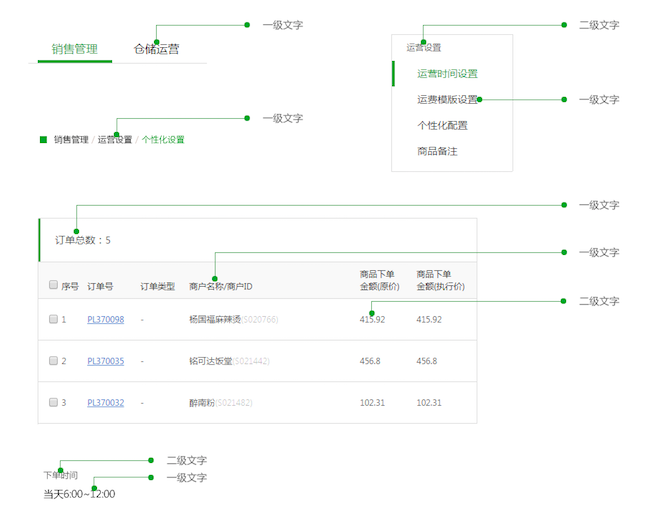 一级文字
二级文字
销售管理 仓储运营
运营设置
运营时间设置
运费模版设置
一级文字
个性化配置
商品备注
一级文字
销售管理 / 运营设置 / 个性化设置
一级文字
订单总数：5
一级文字
序号 订单号 订单类型 商户名称/商户ID 商品下单金额(原价) 商品下单金额(执行价)
二级文字
1 PL370098 - 杨国福麻辣烫(S020766) 415.92 415.92
2 PL370035 - 铭可达饭堂(S021442) 456.8 456.8
3 PL370032 - 醉南粉(S021482) 102.31 102.31
二级文字
下单时间
一级文字
当天6:00~12:00